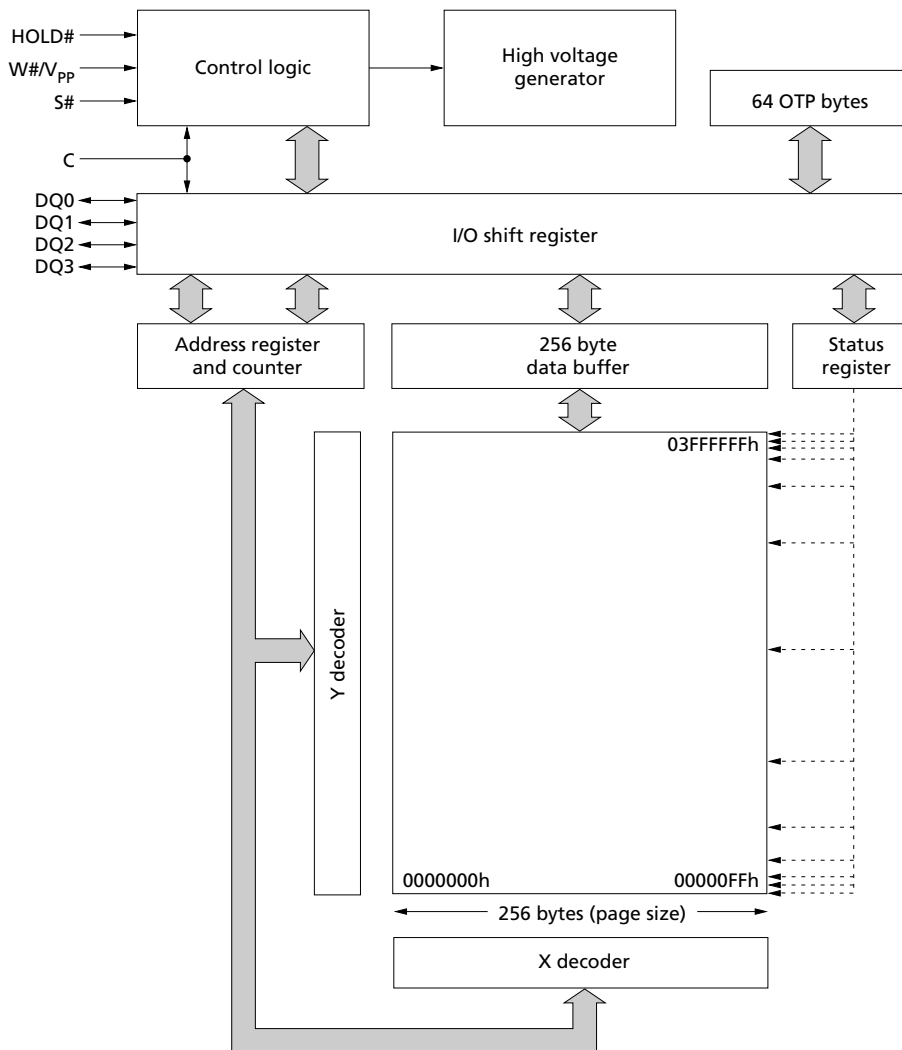 HOLD#
W#/VPP
S#
Control logic
High voltage
generator
64 OTP bytes
C
DQ0
DQ1
DQ2
DQ3
I/O shift register
Address register
and counter
256 byte
data buffer
Status
register
03FFFFFFh
Y decoder
0000000h
00000FFh
256 bytes (page size)
X decoder